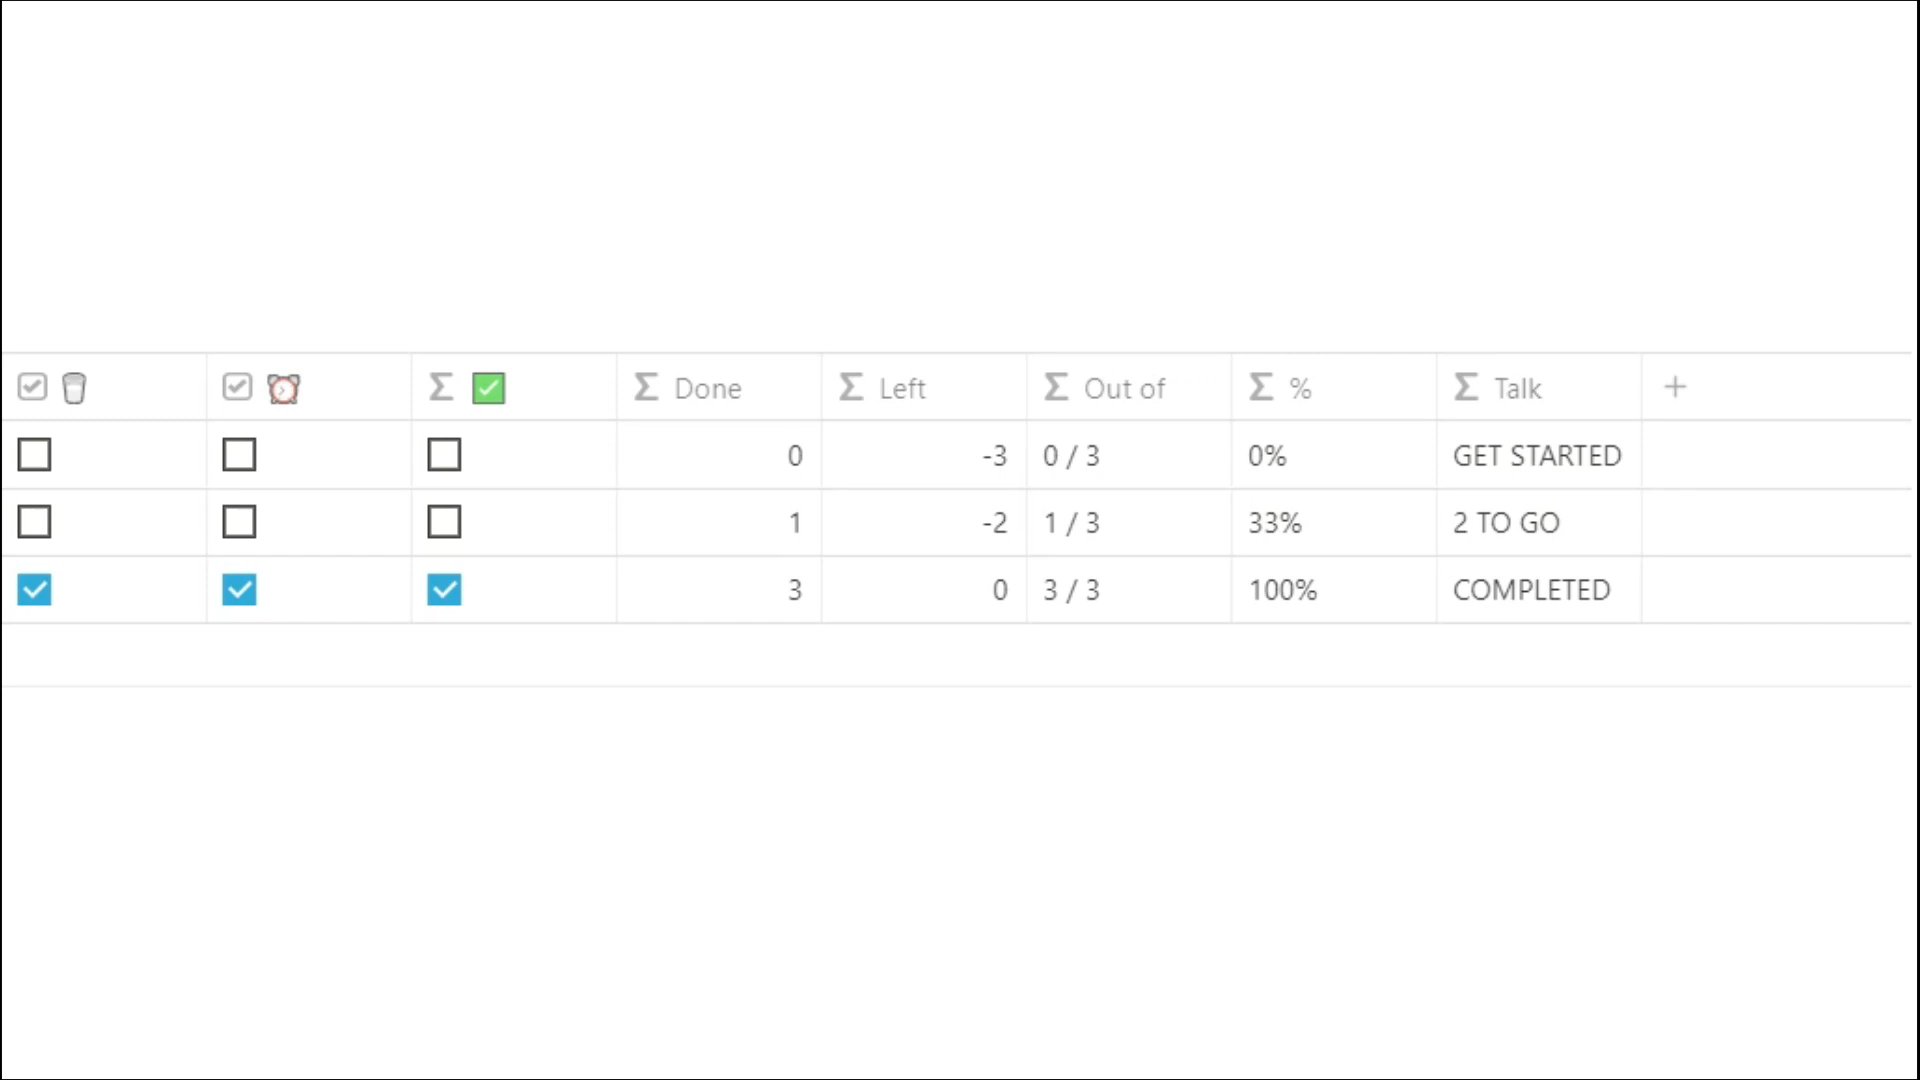 Σ Σ Done Σ Left Σ Out of Σ % Σ Talk +
0 -3 0 / 3 0% GET STARTED
1 -2 1 / 3 33% 2 TO GO
3 0 3 / 3 100% COMPLETED